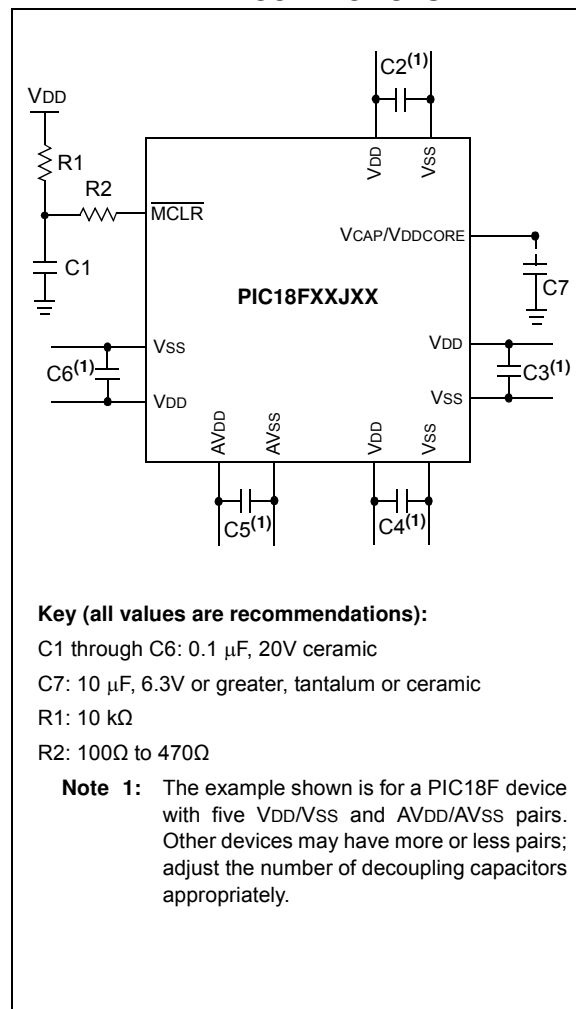 C2(1)
VDD
R1
R2
C1
MCLR
VDD
VSS
VCAP/VDDCORE
C7
PIC18FXXJXX
VSS
VDD
C6(1)
VDD
VSS
C3(1)
AVDD
AVSS
VDD
VSS
C5(1)
C4(1)
Key (all values are recommendations):
C1 through C6: 0.1 μF, 20V ceramic
C7: 10 μF, 6.3V or greater, tantalum or ceramic
R1: 10 kΩ
R2: 100Ω to 470Ω
Note 1: The example shown is for a PIC18F device
with five VDD/VSS and AVDD/AVSS pairs.
Other devices may have more or less pairs;
adjust the number of decoupling capacitors
appropriately.